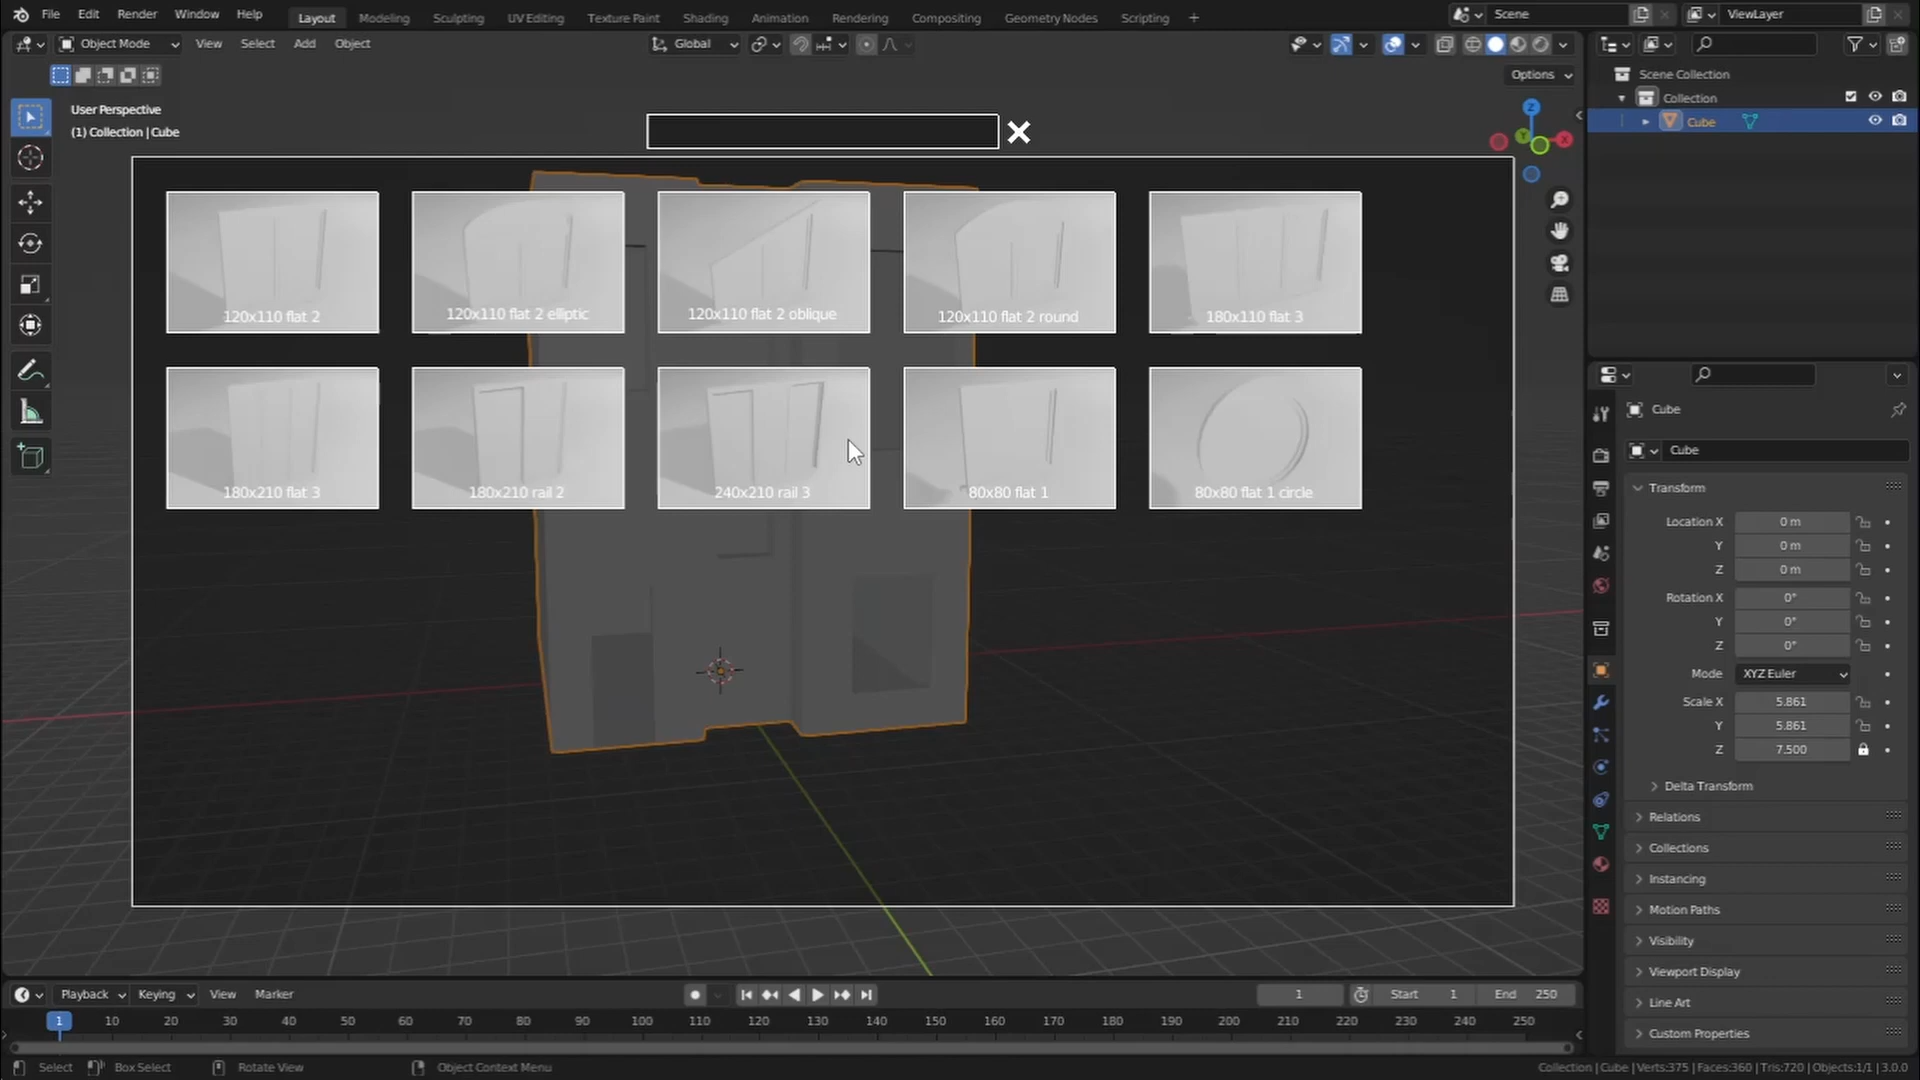 File Edit Render Window Help Layout Modeling Sculpting UV Editing Texture Paint Shading Animation Rendering Compositing Geometry Nodes Scripting + Scene ViewLayer
Object Mode View Select Add Object Global
Options
User Perspective
(1) Collection | Cube
Scene Collection
Collection
Cube
Z
X
Y
120x110 flat 2
120x110 flat 2 elliptic
120x110 flat 2 oblique
120x110 flat 2 round
180x110 flat 3
180x210 flat 3
180x210 rail 2
240x210 rail 3
80x80 flat 1
80x80 flat 1 circle
Cube
Cube
Transform
Location X 0 m
Y 0 m
Z 0 m
Rotation X 0°
Y 0°
Z 0°
Mode XYZ Euler
Scale X 5.861
Y 5.861
Z 7.500
Delta Transform
Relations
Collections
Instancing
Motion Paths
Visibility
Viewport Display
Line Art
Custom Properties
Playback Keying View Marker 1 Start 1 End 250
1 10 20 30 40 50 60 70 80 90 100 110 120 130 140 150 160 170 180 190 200 210 220 230 240 250
Select Box Select Rotate View Object Context Menu Collection | Cube | Verts:375 | Faces:360 | Tris:720 | Objects:1/1 | 3.0.0